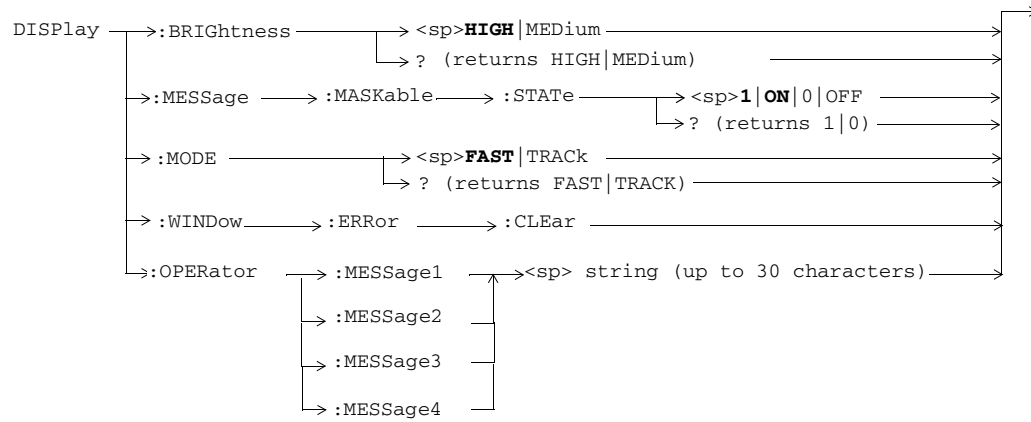 DISPlay :BRIGhtness <sp>HIGH|MEDium
? (returns HIGH|MEDium)
:MESSage :MASKable :STATe <sp>1|ON|0|OFF
? (returns 1|0)
:MODE <sp>FAST|TRACk
? (returns FAST|TRACK)
:WINDow :ERRor :CLEar
:OPERator :MESSage1 <sp> string (up to 30 characters)
:MESSage2
:MESSage3
:MESSage4